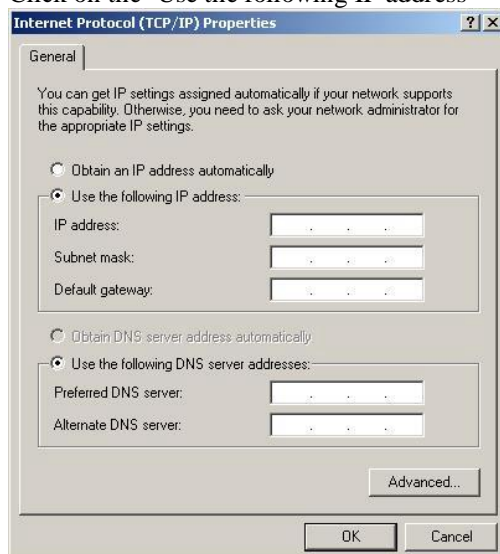 Click on the "Use the following IP address"
Internet Protocol (TCP/IP) Properties
General
You can get IP settings assigned automatically if your network supports
this capability. Otherwise, you need to ask your network administrator for
the appropriate IP settings.
Obtain an IP address automatically
Use the following IP address:
IP address:
Subnet mask:
Default gateway:
Obtain DNS server address automatically
Use the following DNS server addresses:
Preferred DNS server:
Alternate DNS server:
Advanced...
OK Cancel